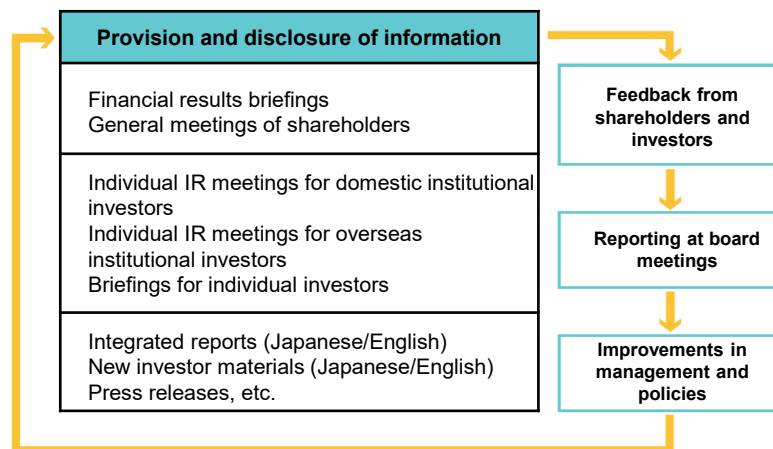 Provision and disclosure of information
Financial results briefings
General meetings of shareholders
Individual IR meetings for domestic institutional
investors
Individual IR meetings for overseas
institutional investors
Briefings for individual investors
Integrated reports (Japanese/English)
New investor materials (Japanese/English)
Press releases, etc.
Feedback from
shareholders and
investors
Reporting at board
meetings
Improvements in
management and
policies